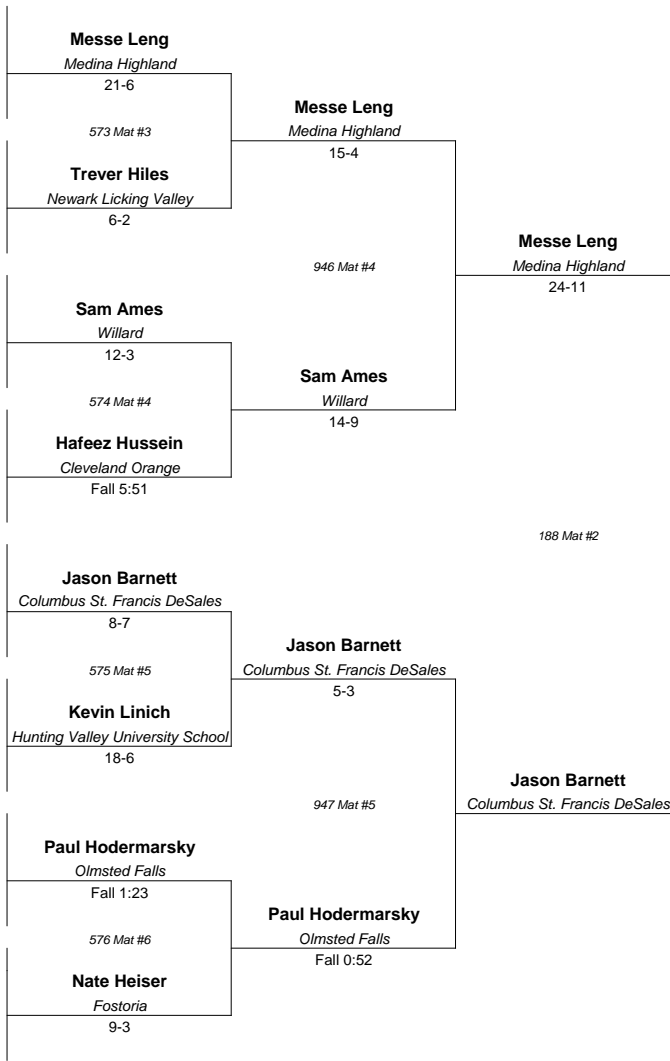 Messe Leng
Medina Highland
21-6
573 Mat #3
Trever Hiles
Newark Licking Valley
6-2
Sam Ames
Willard
12-3
574 Mat #4
Hafeez Hussein
Cleveland Orange
Fall 5:51
Jason Barnett
Columbus St. Francis DeSales
8-7
575 Mat #5
Kevin Linich
Hunting Valley University School
18-6
Paul Hodermarsky
Olmsted Falls
Fall 1:23
576 Mat #6
Nate Heiser
Fostoria
9-3
Messe Leng
Medina Highland
15-4
946 Mat #4
Sam Ames
Willard
14-9
Jason Barnett
Columbus St. Francis DeSales
5-3
947 Mat #5
Paul Hodermarsky
Olmsted Falls
Fall 0:52
Messe Leng
Medina Highland
24-11
188 Mat #2
Jason Barnett
Columbus St. Francis DeSales